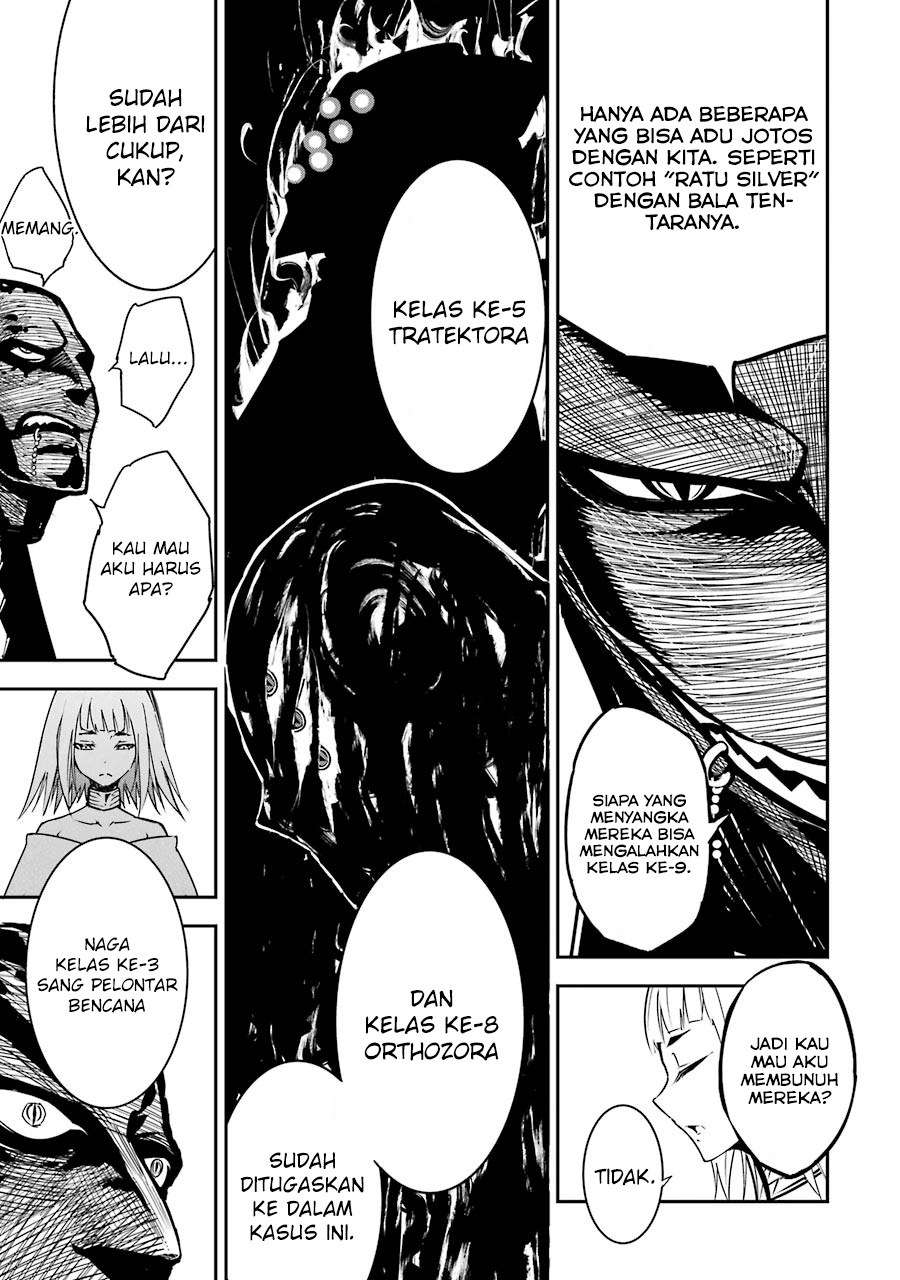 HANYA ADA BEBERAPA
YANG BISA ADU JOTOS
DENGAN KITA. SEPERTI
CONTOH "RATU SILVER"
DENGAN BALA TEN-
TARANYA.
SIAPA YANG
MENYANGKA
MEREKA BISA
MENGALAHKAN
KELAS KE-9.
JADI KAU
MAU AKU
MEMBUNUH
MEREKA?
TIDAK.
KELAS KE-5
TRATEKTORA
DAN
KELAS KE-8
ORTHOZORA
SUDAH
DITUGASKAN
KE DALAM
KASUS INI.
SUDAH
LEBIH DARI
CUKUP,
KAN?
MEMANG.
LALU...
KAU MAU
AKU HARUS
APA?
NAGA
KELAS KE-3
SANG PELONTAR
BENCANA